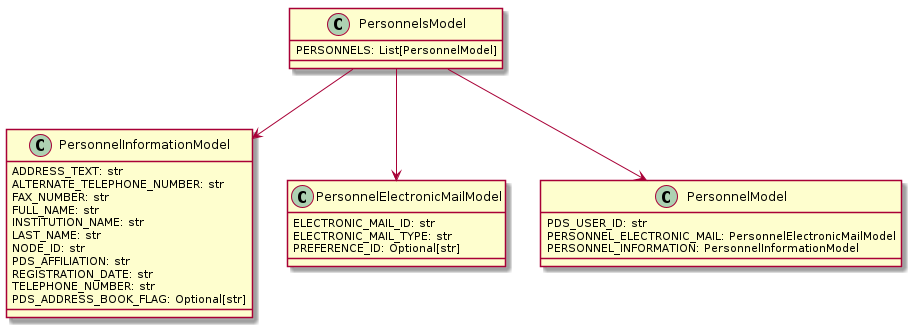 C PersonnelsModel
PERSONNELS: List[PersonnelModel]
C PersonnelInformationModel
ADDRESS_TEXT: str
ALTERNATE_TELEPHONE_NUMBER: str
FAX_NUMBER: str
FULL_NAME: str
INSTITUTION_NAME: str
LAST_NAME: str
NODE_ID: str
PDS_AFFILIATION: str
REGISTRATION_DATE: str
TELEPHONE_NUMBER: str
PDS_ADDRESS_BOOK_FLAG: Optional[str]
C PersonnelElectronicMailModel
ELECTRONIC_MAIL_ID: str
ELECTRONIC_MAIL_TYPE: str
PREFERENCE_ID: Optional[str]
C PersonnelModel
PDS_USER_ID: str
PERSONNEL_ELECTRONIC_MAIL: PersonnelElectronicMailModel
PERSONNEL_INFORMATION: PersonnelInformationModel